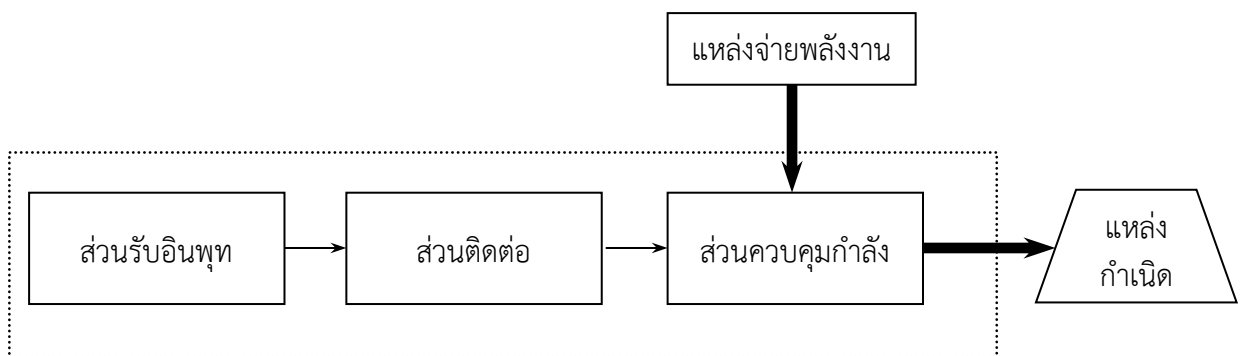 แหล่งจ่ายพลังงาน
ส่วนรับอินพุท
ส่วนติดต่อ
ส่วนควบคุมกำลัง
แหล่ง
กำเนิด